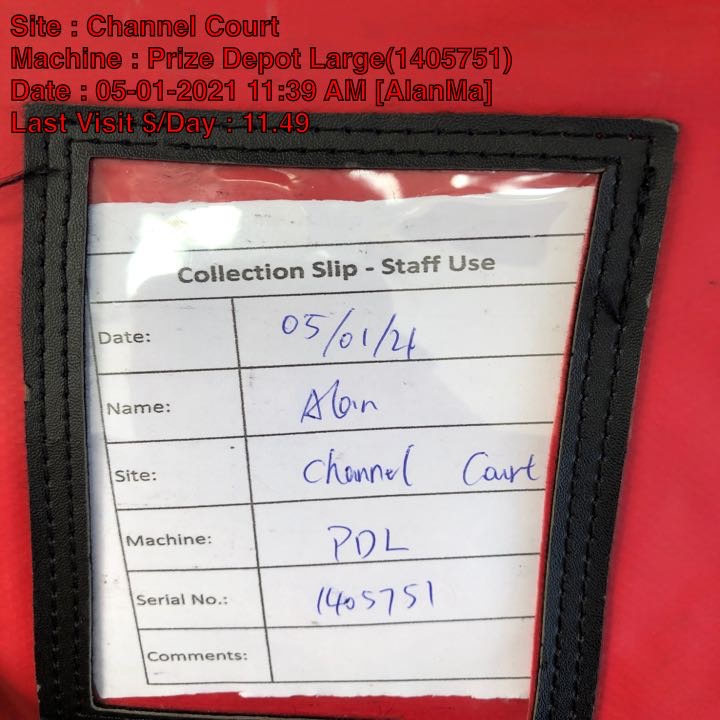 Site : Channel Court
Machine : Prize Depot Large(1405751)
Date : 05-01-2021 11:39 AM [AlanMa]
Last Visit $/Day : 11.49
Collection Slip - Staff Use
Date: 05/01/21
Name: Alan
Site: Channel Court
Machine: PDL
Serial No.: 1405751
Comments: